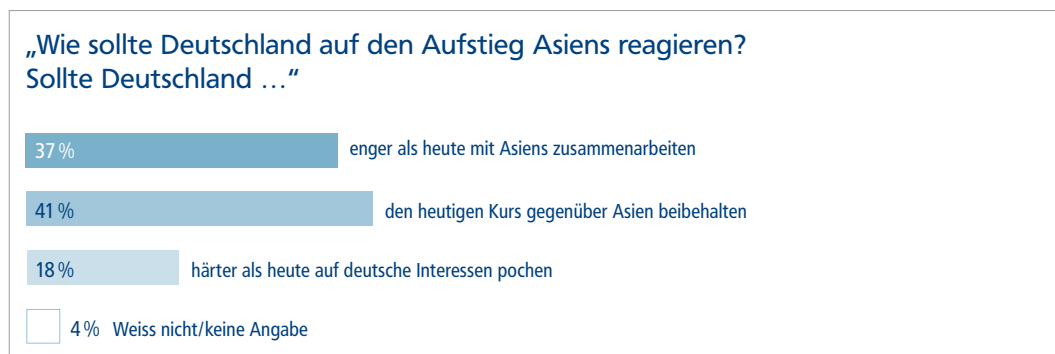 „Wie sollte Deutschland auf den Aufstieg Asiens reagieren?
Sollte Deutschland …“
37 % enger als heute mit Asiens zusammenarbeiten
41 % den heutigen Kurs gegenüber Asien beibehalten
18 % härter als heute auf deutsche Interessen pochen
4 % Weiss nicht/keine Angabe